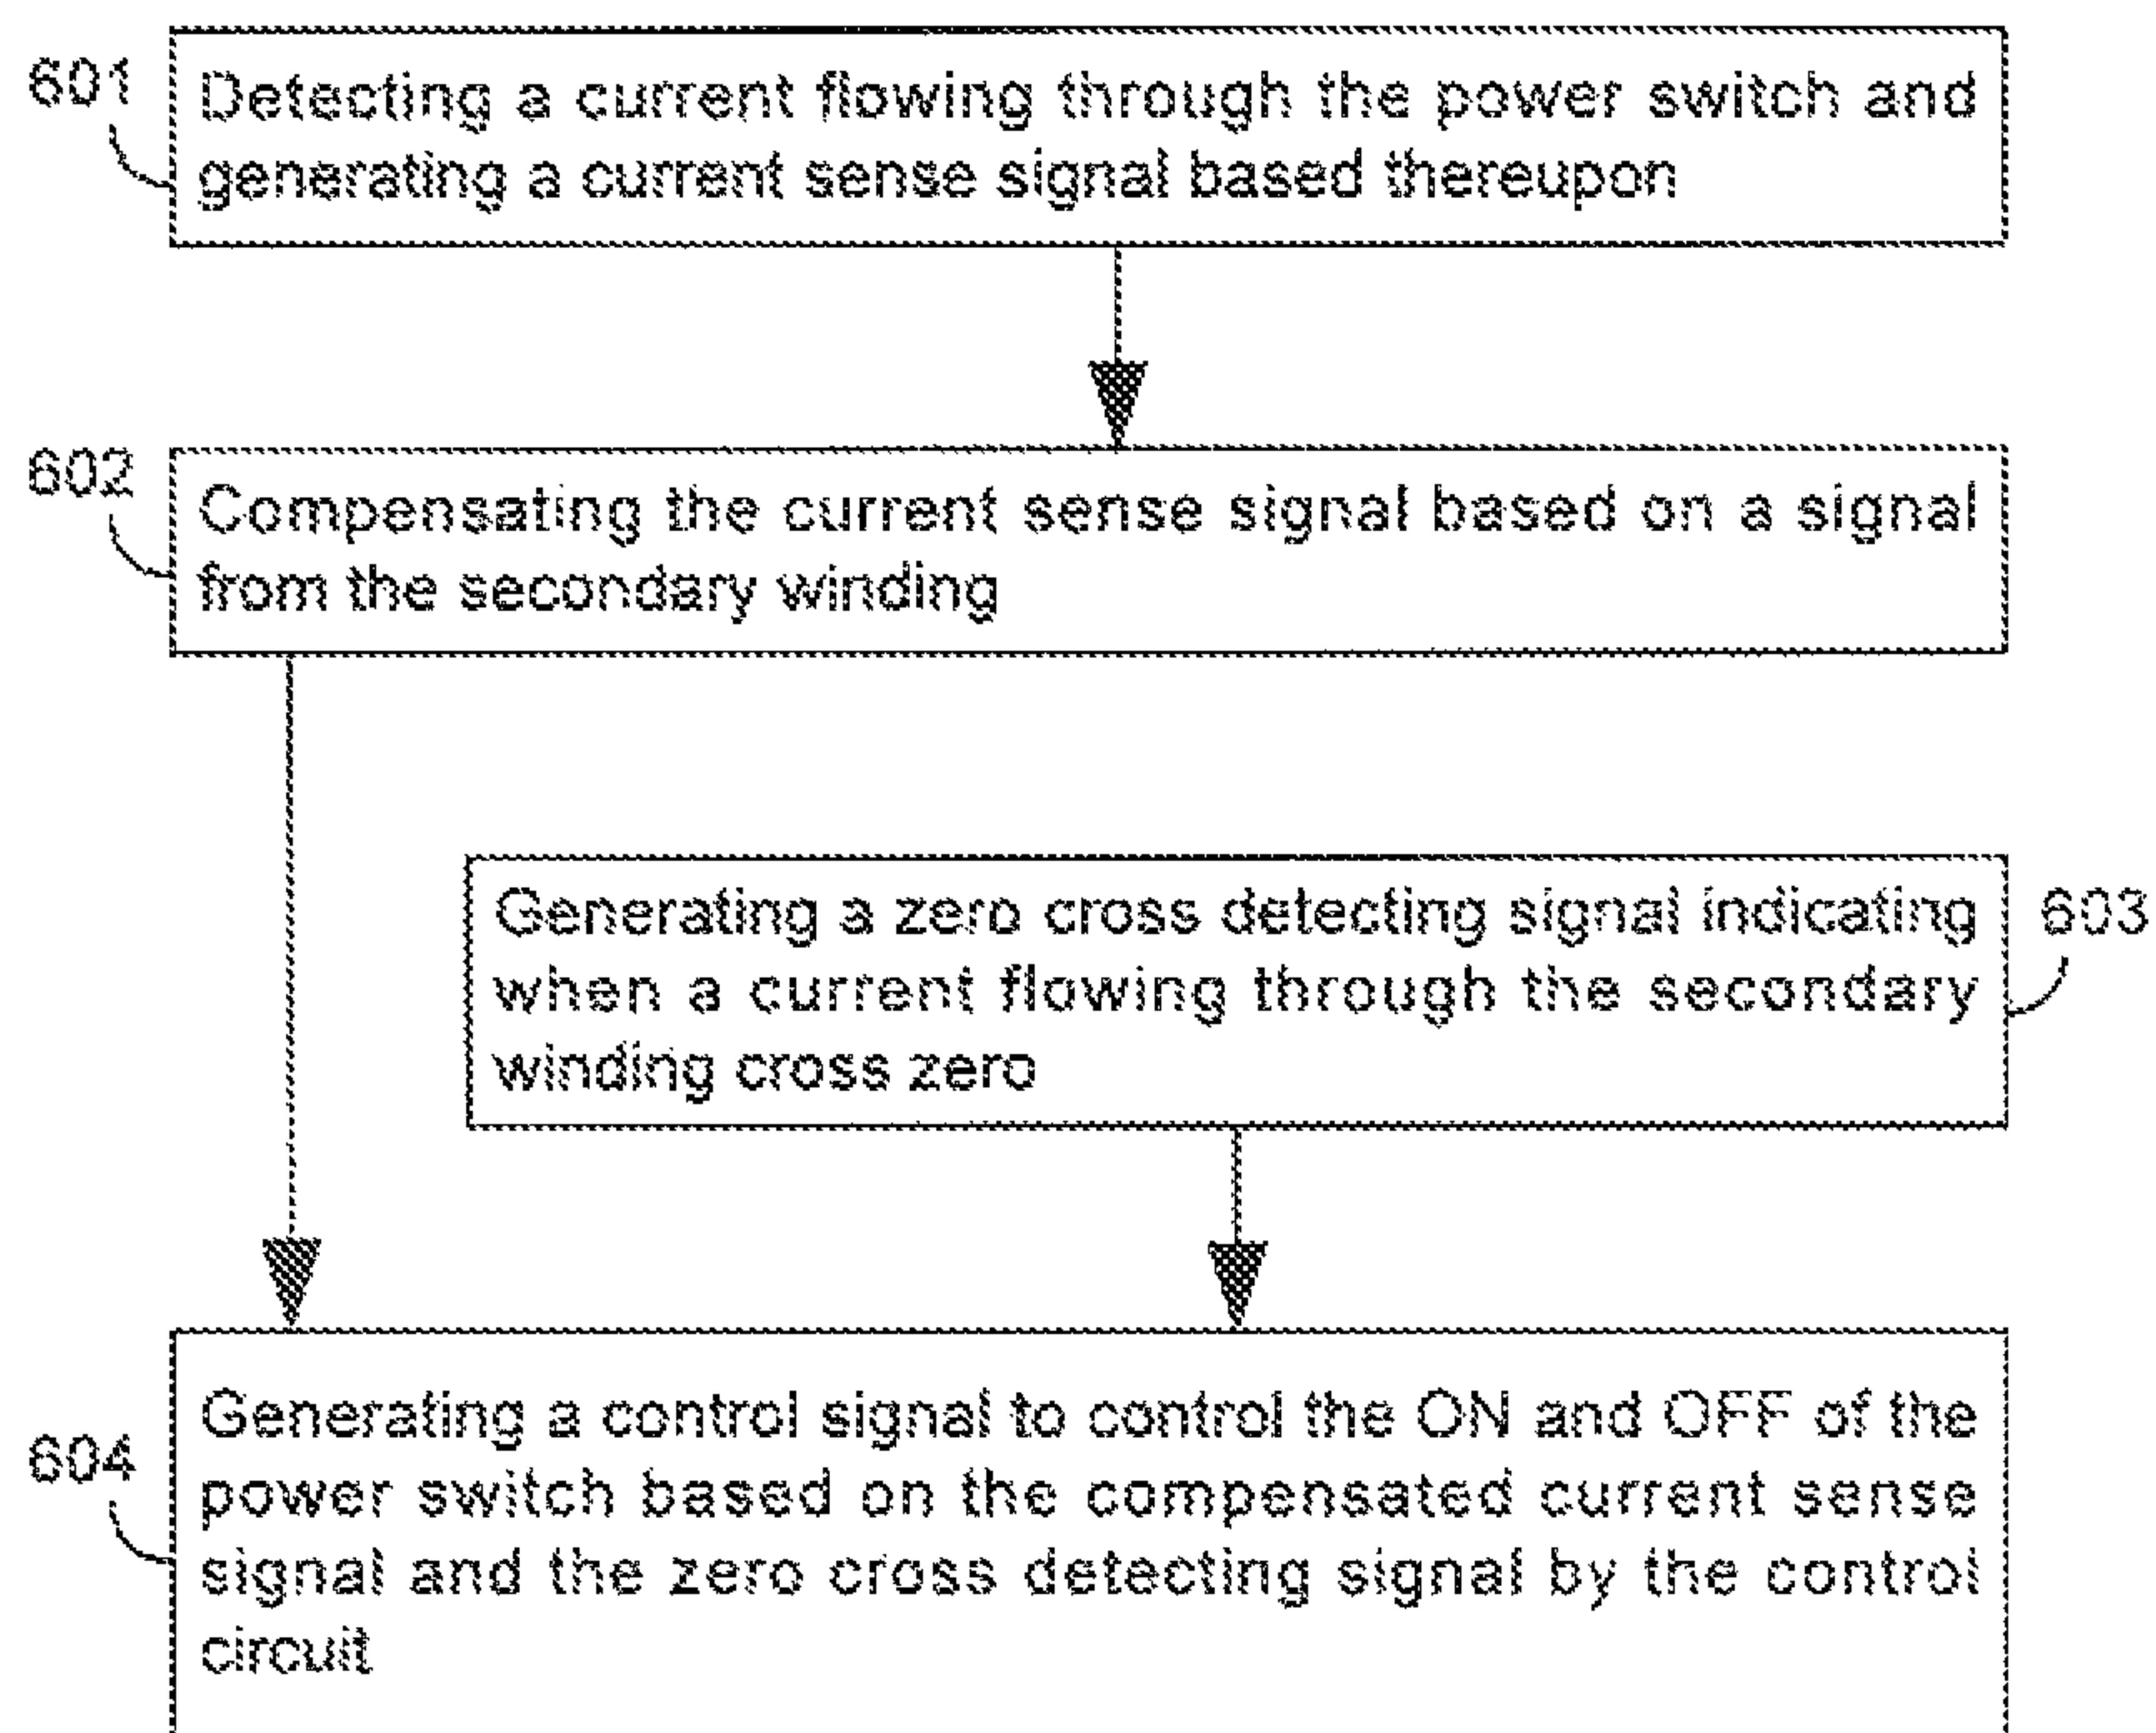 601
Detecting a current flowing through the power switch and
generating a current sense signal based thereupon
602
Compensating the current sense signal based on a signal
from the secondary winding
Generating a zero cross detecting signal indicating
when a current flowing through the secondary
winding cross zero
603
604
Generating a control signal to control the ON and OFF of the
power switch based on the compensated current sense
signal and the zero cross detecting signal by the control
circuit